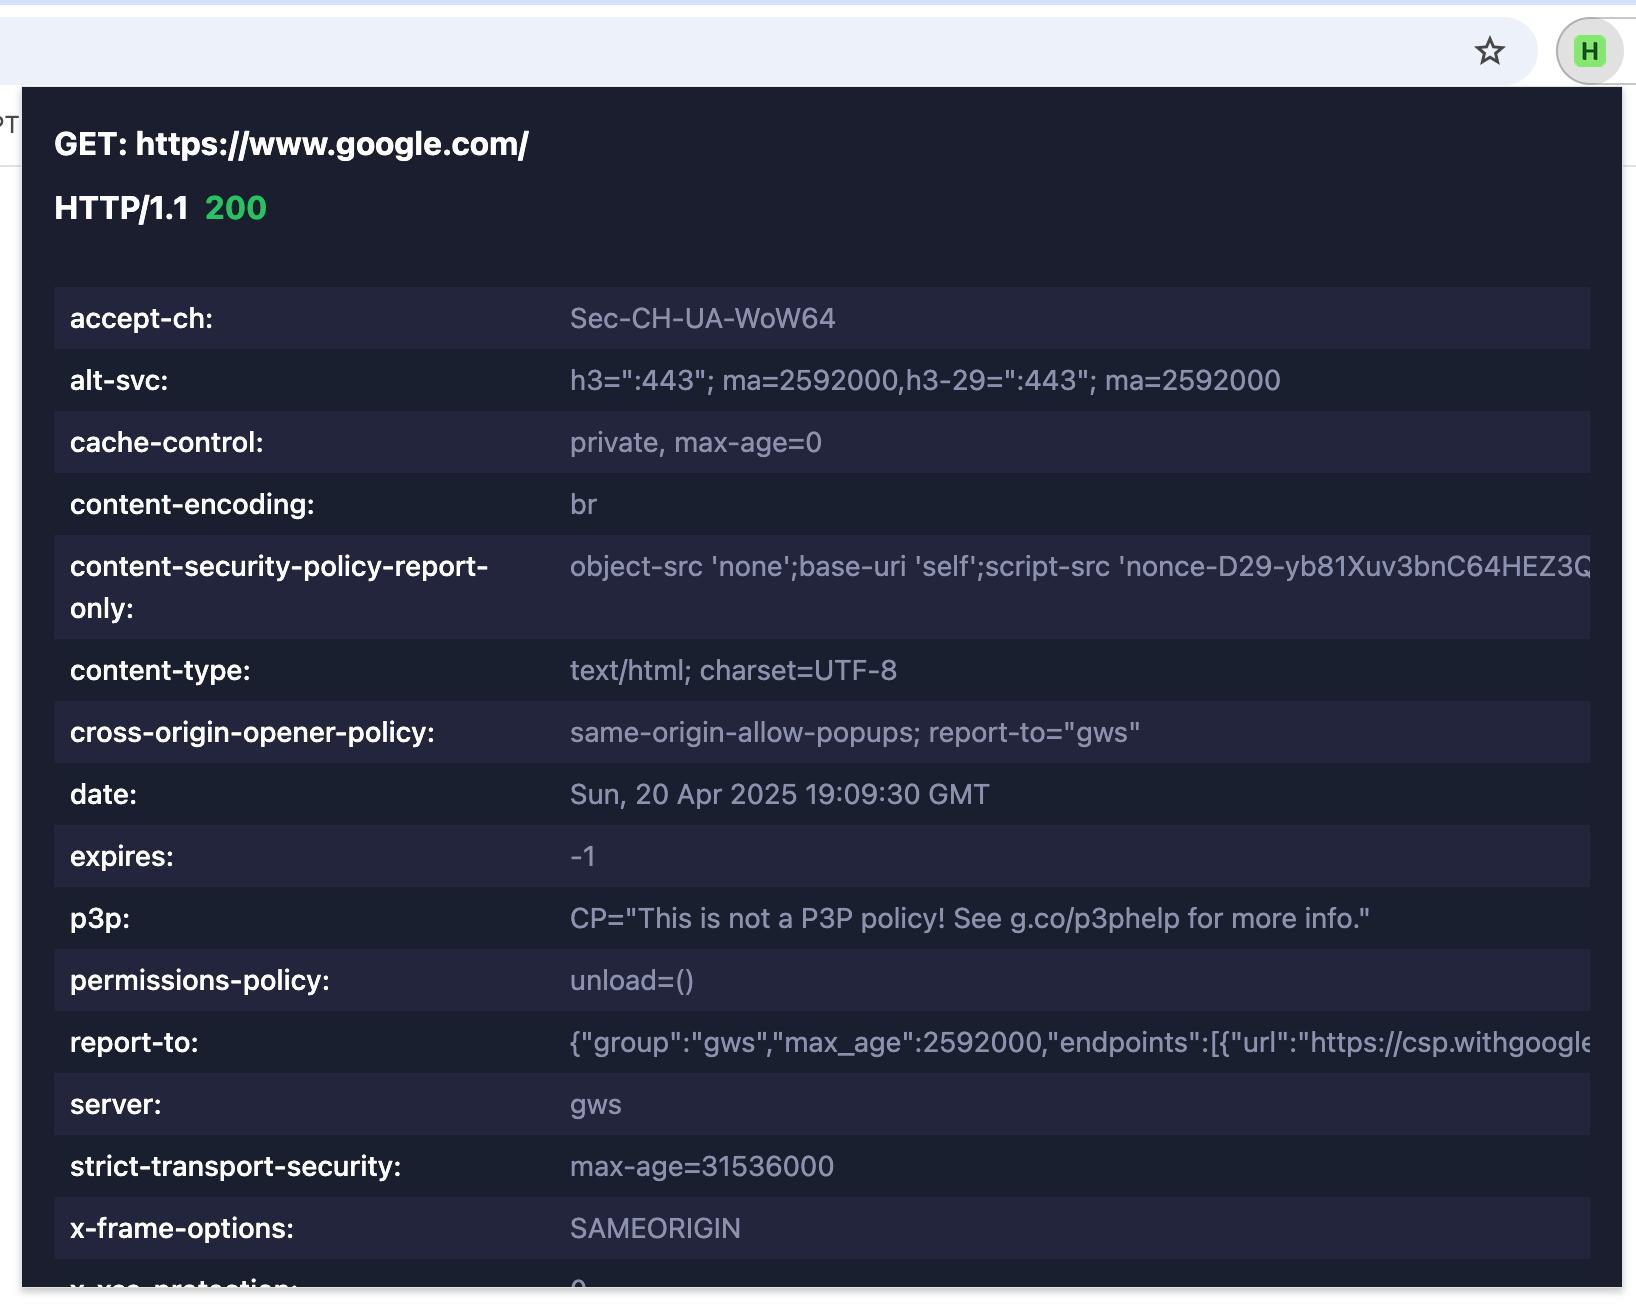 H
PT
GET: https://www.google.com/
HTTP/1.1 200
accept-ch: Sec-CH-UA-WoW64
alt-svc: h3=":443"; ma=2592000,h3-29=":443"; ma=2592000
cache-control: private, max-age=0
content-encoding: br
content-security-policy-report- object-src 'none';base-uri 'self';script-src 'nonce-D29-yb81Xuv3bnC64HEZ3Q
only:
content-type: text/html; charset=UTF-8
cross-origin-opener-policy: same-origin-allow-popups; report-to="gws"
date: Sun, 20 Apr 2025 19:09:30 GMT
expires: -1
p3p: CP="This is not a P3P policy! See g.co/p3phelp for more info."
permissions-policy: unload=()
report-to: {"group":"gws","max_age":2592000,"endpoints":[{"url":"https://csp.withgoogle
server: gws
strict-transport-security: max-age=31536000
x-frame-options: SAMEORIGIN
x-xss-protection: 0